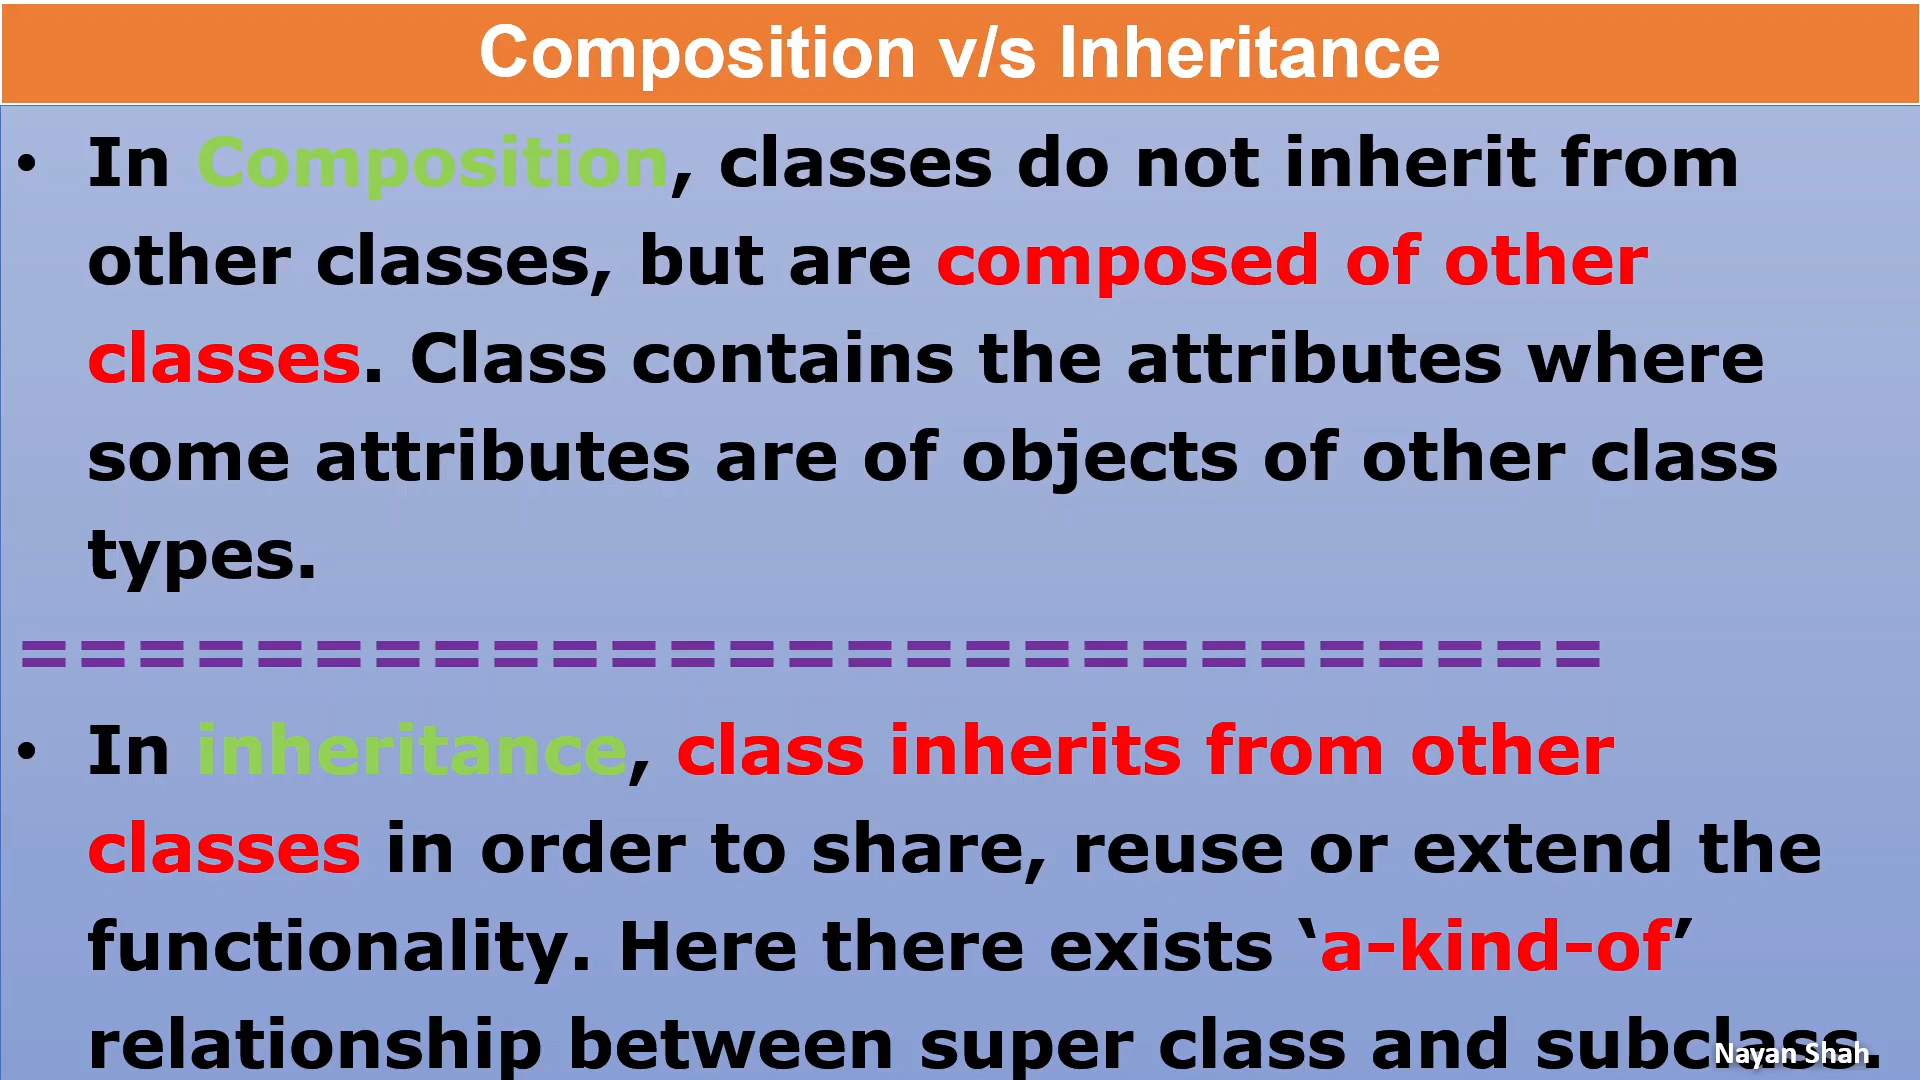 Composition v/s Inheritance
• In Composition, classes do not inherit from
other classes, but are composed of other
classes. Class contains the attributes where
some attributes are of objects of other class
types.
===========================
• In inheritance, class inherits from other
classes in order to share, reuse or extend the
functionality. Here there exists ‘a-kind-of’
relationship between super class and subclass.
Nayan Shah